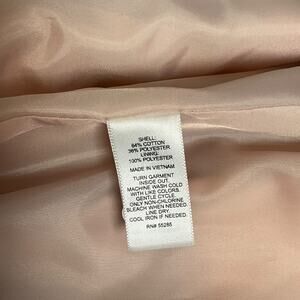 SHELL:
64% COTTON
36% POLYESTER
LINING:
100% POLYESTER
MADE IN VIETNAM
TURN GARMENT
INSIDE OUT.
MACHINE WASH COLD
WITH LIKE COLORS.
GENTLE CYCLE.
ONLY NON-CHLORINE
BLEACH WHEN NEEDED.
LINE DRY
COOL IRON IF NEEDED.
RN# 55285